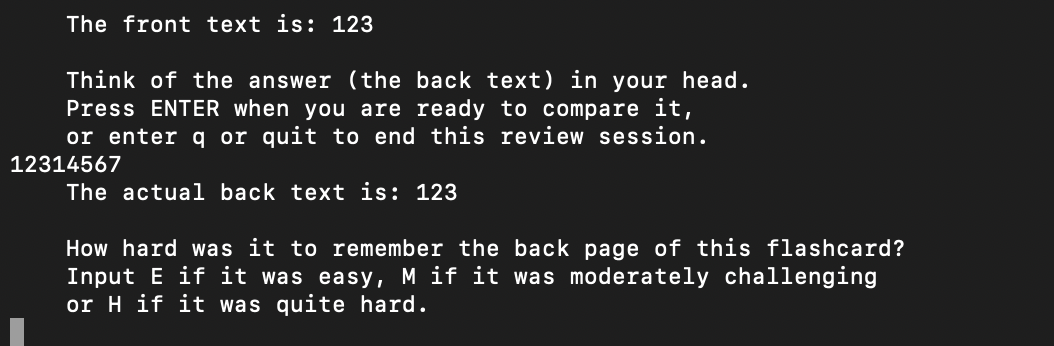 The front text is: 123
Think of the answer (the back text) in your head.
Press ENTER when you are ready to compare it,
or enter q or quit to end this review session.
12314567
The actual back text is: 123
How hard was it to remember the back page of this flashcard?
Input E if it was easy, M if it was moderately challenging
or H if it was quite hard.